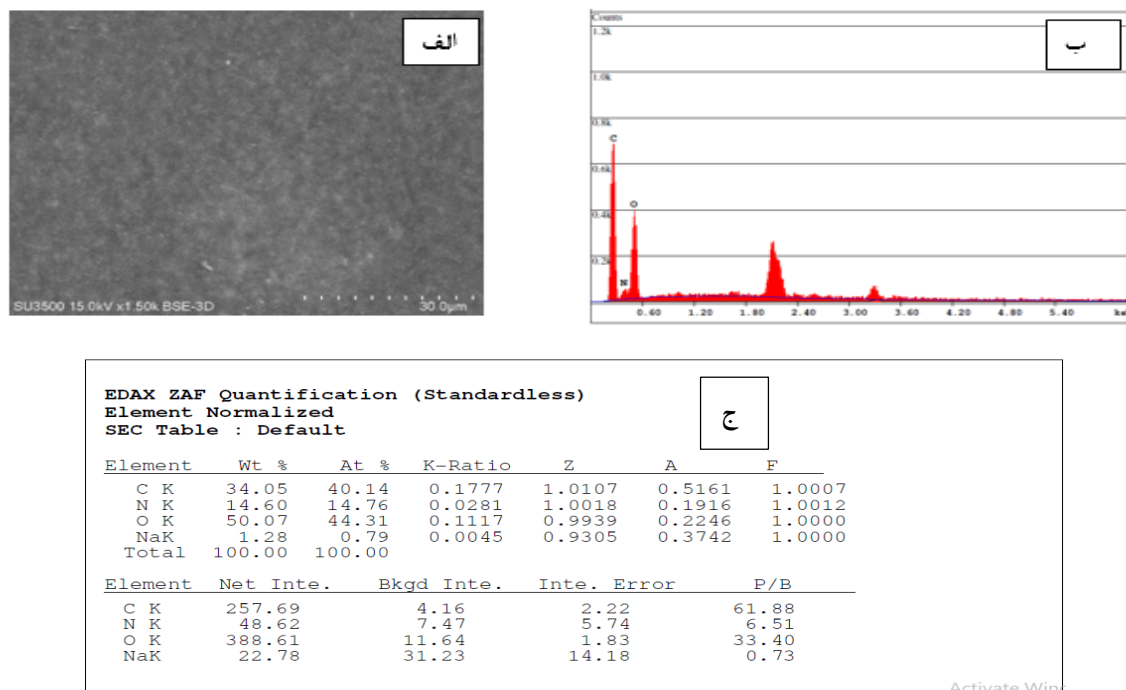 الف
SU3500 15.0kV x1.50k BSE-3D 30.0µm
ب
Counts
1.2k
1.0k
0.8k
0.6k
0.4k
0.2k
C
N
O
0.60 1.20 1.80 2.40 3.00 3.60 4.20 4.80 5.40
ج
EDAX ZAF Quantification (Standardless)
Element Normalized
SEC Table : Default
Element Wt % At % K-Ratio Z A F
C K 34.05 40.14 0.1777 1.0107 0.5161 1.0007
N K 14.60 14.76 0.0281 1.0018 0.1916 1.0012
O K 50.07 44.31 0.1117 0.9939 0.2246 1.0000
NaK 1.28 0.79 0.0045 0.9305 0.3742 1.0000
Total 100.00 100.00
Element Net Inte. Bkgd Inte. Inte. Error P/B
C K 257.69 4.16 2.22 61.88
N K 48.62 7.47 5.74 6.51
O K 388.61 11.64 1.83 33.40
NaK 22.78 31.23 14.18 0.73
Activate